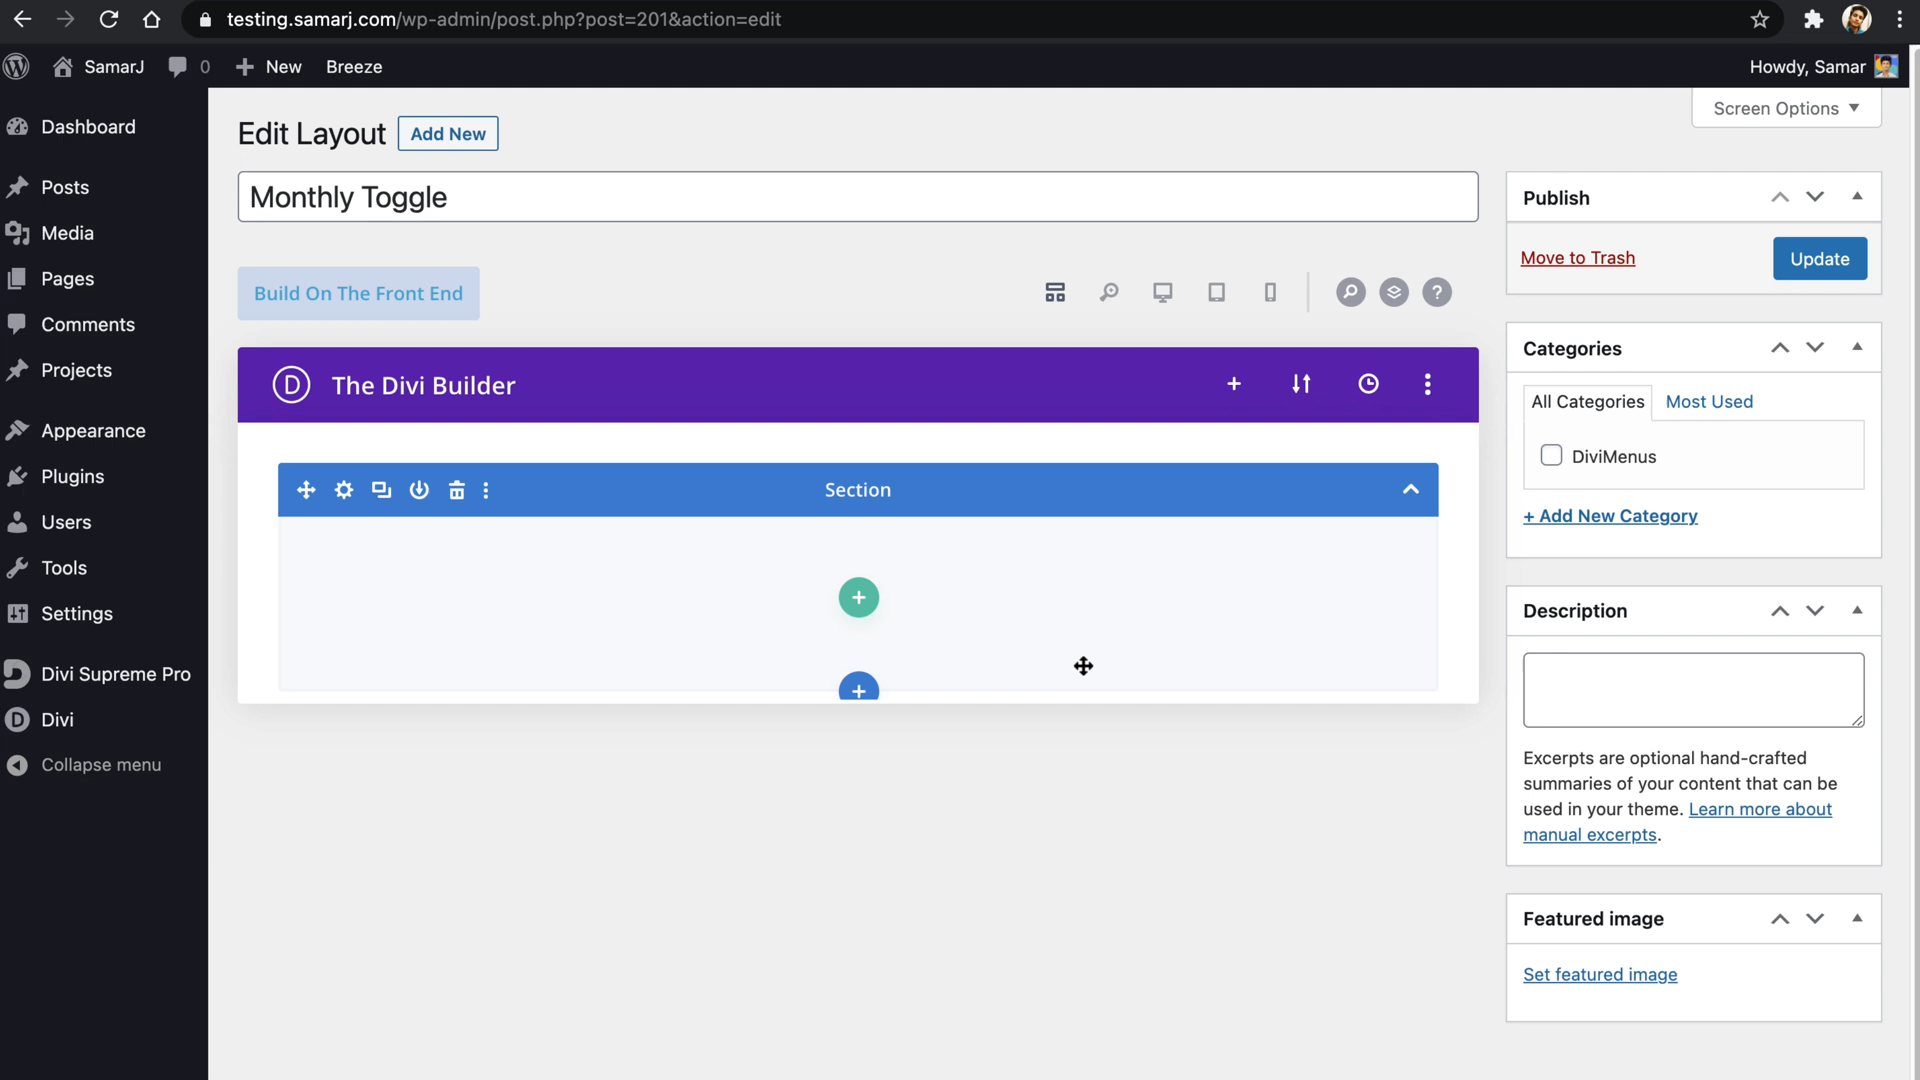 testing.samarj.com/wp-admin/post.php?post=201&action=edit
SamarJ
0
New
Breeze
Howdy, Samar
Screen Options
Dashboard
Posts
Media
Pages
Comments
Projects
Appearance
Plugins
Users
Tools
Settings
Divi Supreme Pro
Divi
Collapse menu
Edit Layout
Add New
Monthly Toggle
Build On The Front End
?
D
The Divi Builder
Section
Publish
Move to Trash
Update
Categories
All Categories
Most Used
DiviMenus
+ Add New Category
Description
Excerpts are optional hand-crafted
summaries of your content that can be
used in your theme. Learn more about
manual excerpts.
Featured image
Set featured image